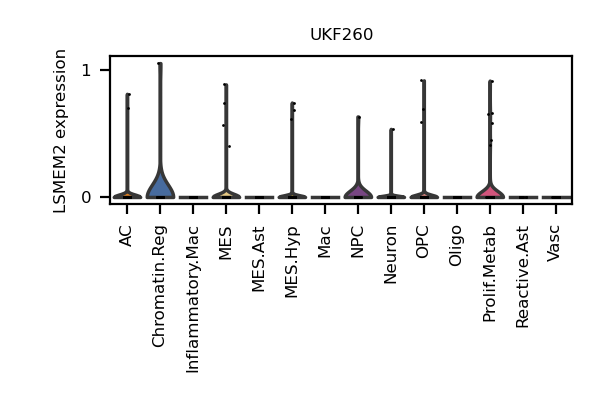 UKF260
LSMEM2 expression
1
0
AC
Chromatin.Reg
Inflammatory.Mac
MES
MES.Ast
MES.Hyp
Mac
NPC
Neuron
OPC
Oligo
Prolif.Metab
Reactive.Ast
Vasc